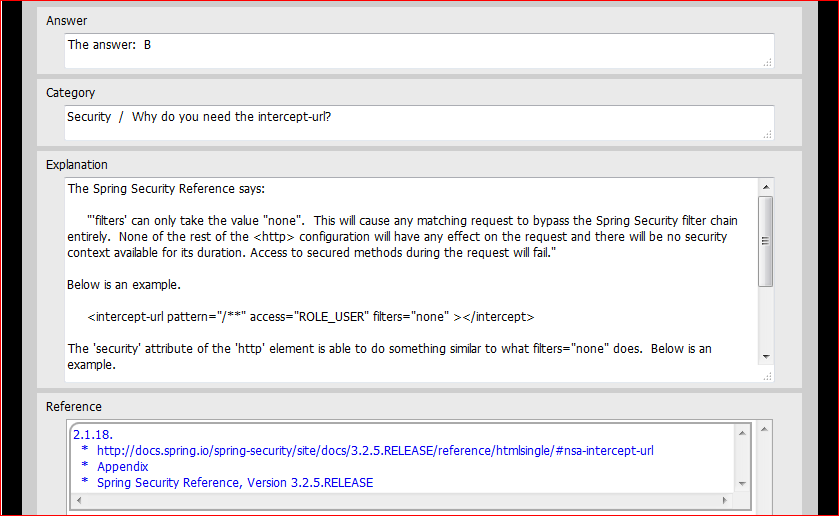 Answer
The answer:  B
Category
Security  /  Why do you need the intercept-url?
Explanation
The Spring Security Reference says:
"'filters' can only take the value "none".  This will cause any matching request to bypass the Spring Security filter chain
entirely.  None of the rest of the <http> configuration will have any effect on the request and there will be no security
context available for its duration. Access to secured methods during the request will fail."
Below is an example.
<intercept-url pattern="/**" access="ROLE_USER" filters="none" ></intercept>
The 'security' attribute of the 'http' element is able to do something similar to what filters="none" does.  Below is an
example.
Reference
2.1.18.
*  http://docs.spring.io/spring-security/site/docs/3.2.5.RELEASE/reference/htmlsingle/#nsa-intercept-url
*  Appendix
*  Spring Security Reference, Version 3.2.5.RELEASE